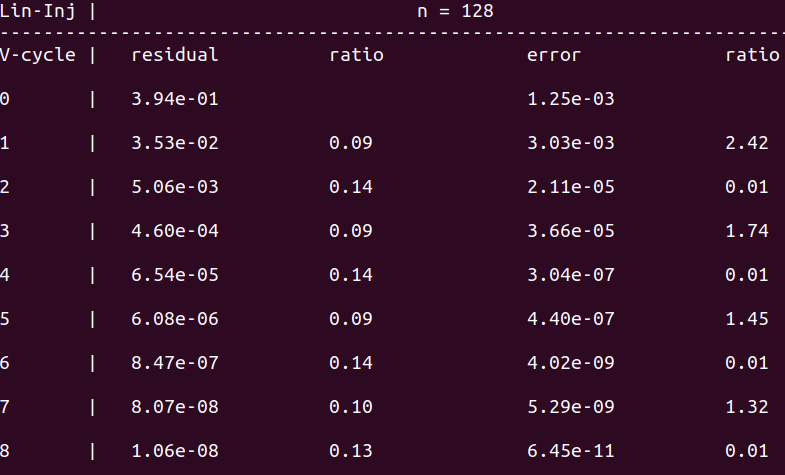 Lin-Inj | n = 128
--------------------------------------------------------------------------------
V-cycle | residual ratio error ratio
0 | 3.94e-01 1.25e-03
1 | 3.53e-02 0.09 3.03e-03 2.42
2 | 5.06e-03 0.14 2.11e-05 0.01
3 | 4.60e-04 0.09 3.66e-05 1.74
4 | 6.54e-05 0.14 3.04e-07 0.01
5 | 6.08e-06 0.09 4.40e-07 1.45
6 | 8.47e-07 0.14 4.02e-09 0.01
7 | 8.07e-08 0.10 5.29e-09 1.32
8 | 1.06e-08 0.13 6.45e-11 0.01